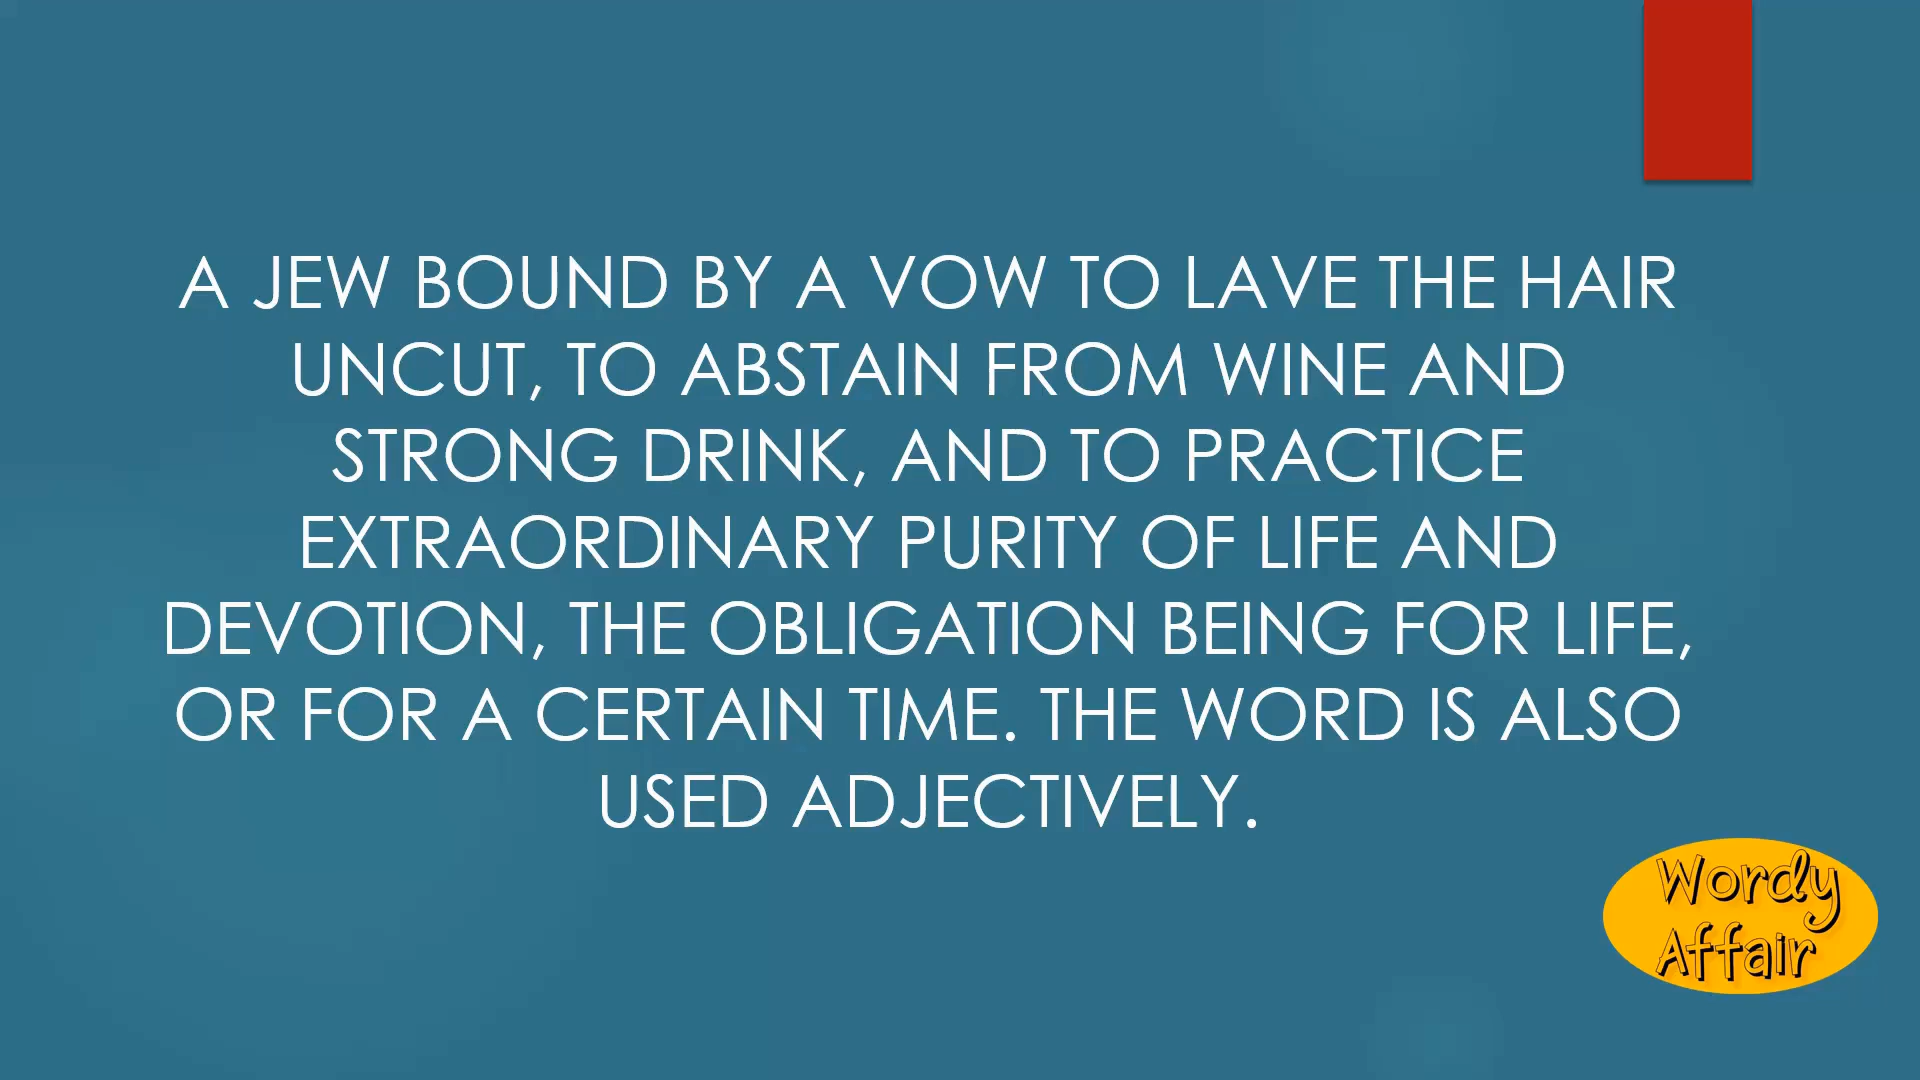 A JEW BOUND BY A VOW TO LAVE THE HAIR
UNCUT, TO ABSTAIN FROM WINE AND
STRONG DRINK, AND TO PRACTICE
EXTRAORDINARY PURITY OF LIFE AND
DEVOTION, THE OBLIGATION BEING FOR LIFE,
OR FOR A CERTAIN TIME. THE WORD IS ALSO
USED ADJECTIVELY.
Wordy
Affair